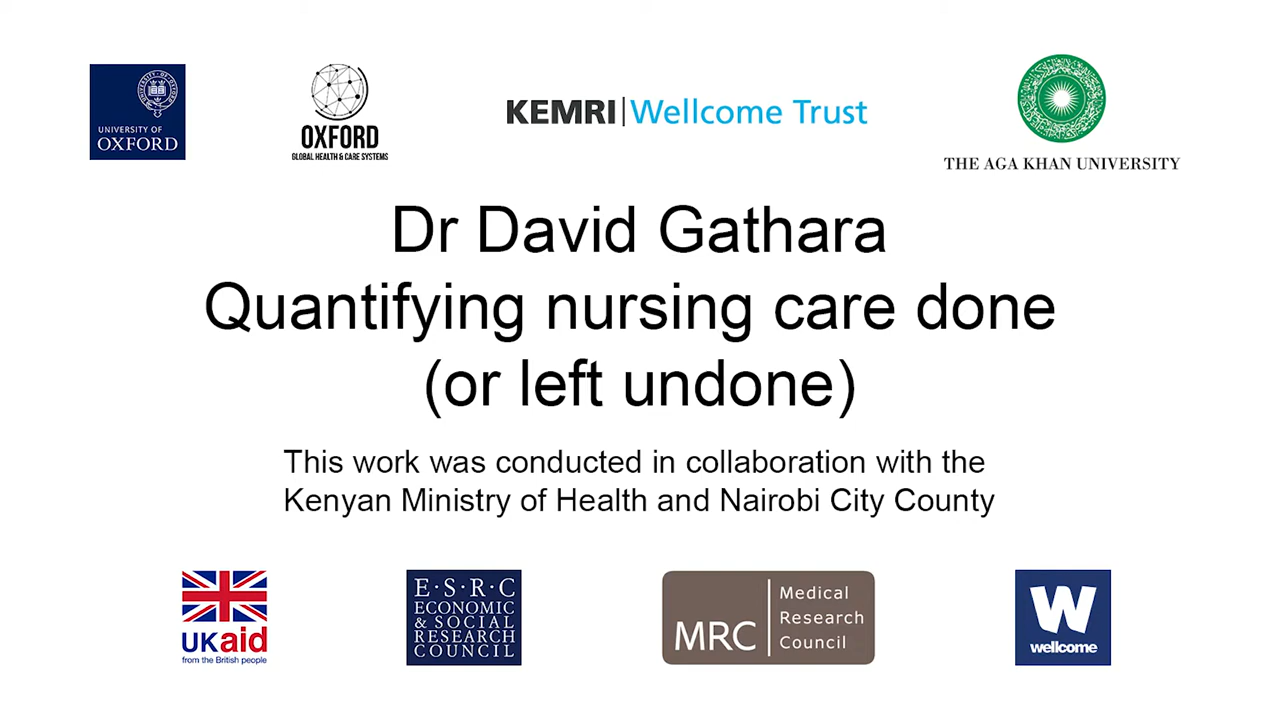 UNIVERSITY OF
OXFORD
OXFORD
GLOBAL HEALTH & CARE SYSTEMS
KEMRI|Wellcome Trust
THE AGA KHAN UNIVERSITY
Dr David Gathara
Quantifying nursing care done
(or left undone)
This work was conducted in collaboration with the
Kenyan Ministry of Health and Nairobi City County
UKaid
from the British people
E·S·R·C
ECONOMIC
& SOCIAL
RESEARCH
COUNCIL
MRC
Medical
Research
Council
W
wellcome